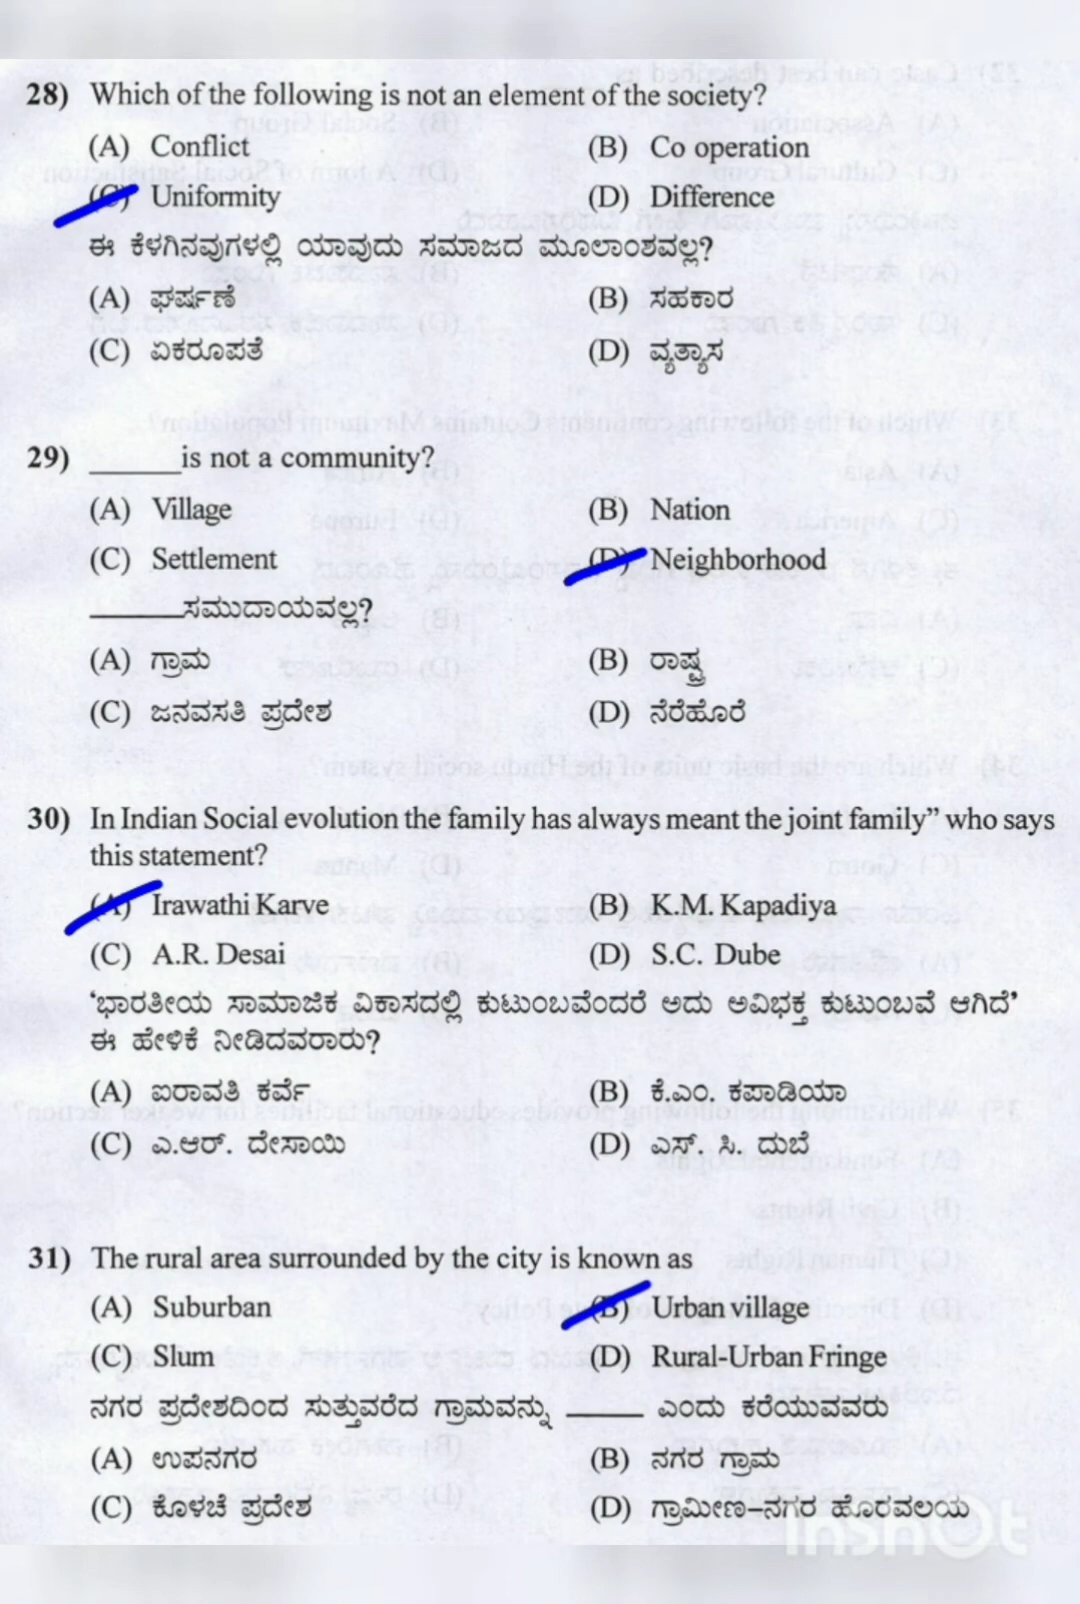 28) Which of the following is not an element of the society?
(A) Conflict (B) Co operation
(C) Uniformity (D) Difference
ಈ ಕೆಳಗಿನವುಗಳಲ್ಲಿ ಯಾವುದು ಸಮಾಜದ ಮೂಲಾಂಶವಲ್ಲ?
(A) ಘರ್ಷಣೆ (B) ಸಹಕಾರ
(C) ಏಕರೂಪತೆ (D) ವ್ಯತ್ಯಾಸ
29) ______is not a community?
(A) Village (B) Nation
(C) Settlement (D) Neighborhood
______ಸಮುದಾಯವಲ್ಲ?
(A) ಗ್ರಾಮ (B) ರಾಷ್ಟ್ರ
(C) ಜನವಸತಿ ಪ್ರದೇಶ (D) ನೆರೆಹೊರೆ
30) In Indian Social evolution the family has always meant the joint family” who says
this statement?
(A) Irawathi Karve (B) K.M. Kapadiya
(C) A.R. Desai (D) S.C. Dube
‘ಭಾರತೀಯ ಸಾಮಾಜಿಕ ವಿಕಾಸದಲ್ಲಿ ಕುಟುಂಬವೆಂದರೆ ಅದು ಅವಿಭಕ್ತ ಕುಟುಂಬವೆ ಆಗಿದೆ’
ಈ ಹೇಳಿಕೆ ನೀಡಿದವರಾರು?
(A) ಐರಾವತಿ ಕರ್ವೆ (B) ಕೆ.ಎಂ. ಕಪಾಡಿಯಾ
(C) ಎ.ಆರ್. ದೇಸಾಯಿ (D) ಎಸ್. ಸಿ. ದುಬೆ
31) The rural area surrounded by the city is known as
(A) Suburban (B) Urban village
(C) Slum (D) Rural-Urban Fringe
ನಗರ ಪ್ರದೇಶದಿಂದ ಸುತ್ತುವರೆದ ಗ್ರಾಮವನ್ನು ______ ಎಂದು ಕರೆಯುವವರು
(A) ಉಪನಗರ (B) ನಗರ ಗ್ರಾಮ
(C) ಕೊಳಚೆ ಪ್ರದೇಶ (D) ಗ್ರಾಮೀಣ–ನಗರ ಹೊರವಲಯ
InShOt